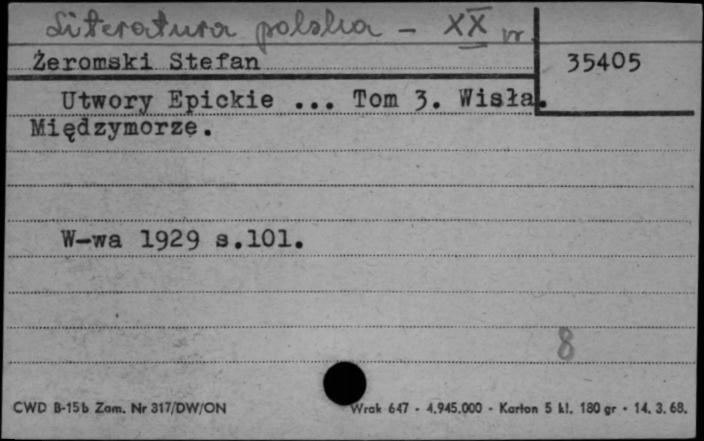 Literatura polska - XX w.
Żeromski Stefan
35405
Utwory Epickie ... Tom 3. Wisła.
Międzymorze.
W-wa 1929 s.101.
8
CWD B-15b Zam. Nr 317/DW/ON
Wrak 647 - 4.945.000 - Karton 5 kl. 180 gr - 14. 3. 68.